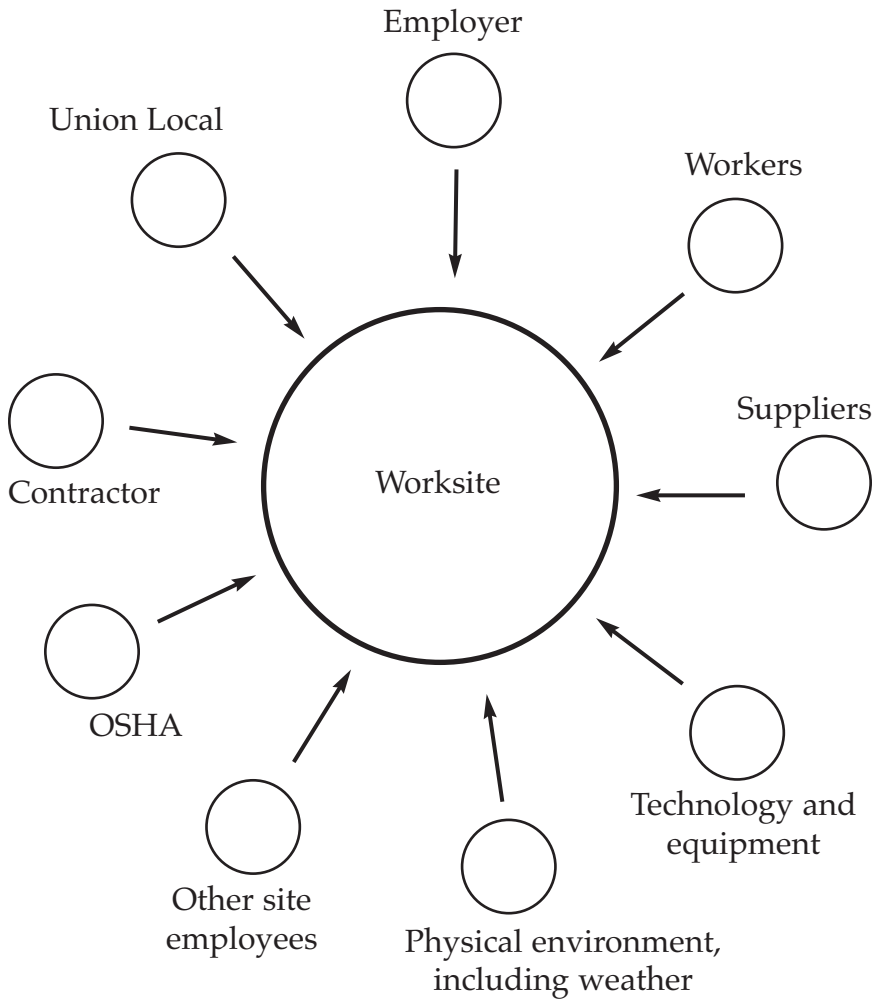 Employer
Union Local
Workers
Suppliers
Worksite
Contractor
OSHA
Technology and
equipment
Other site
employees
Physical environment,
including weather